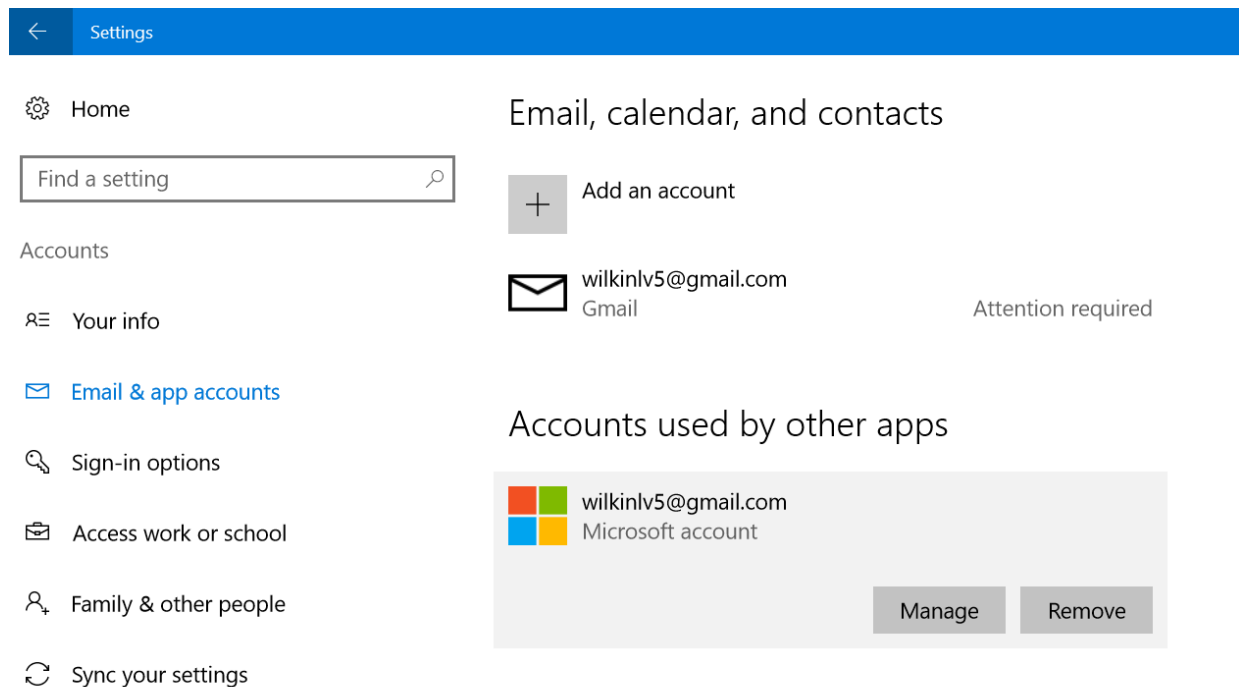 Settings
Home
Find a setting
Accounts
Your info
Email & app accounts
Sign-in options
Access work or school
Family & other people
Sync your settings
Email, calendar, and contacts
Add an account
wilkinlv5@gmail.com
Gmail
Attention required
Accounts used by other apps
wilkinlv5@gmail.com
Microsoft account
Manage
Remove